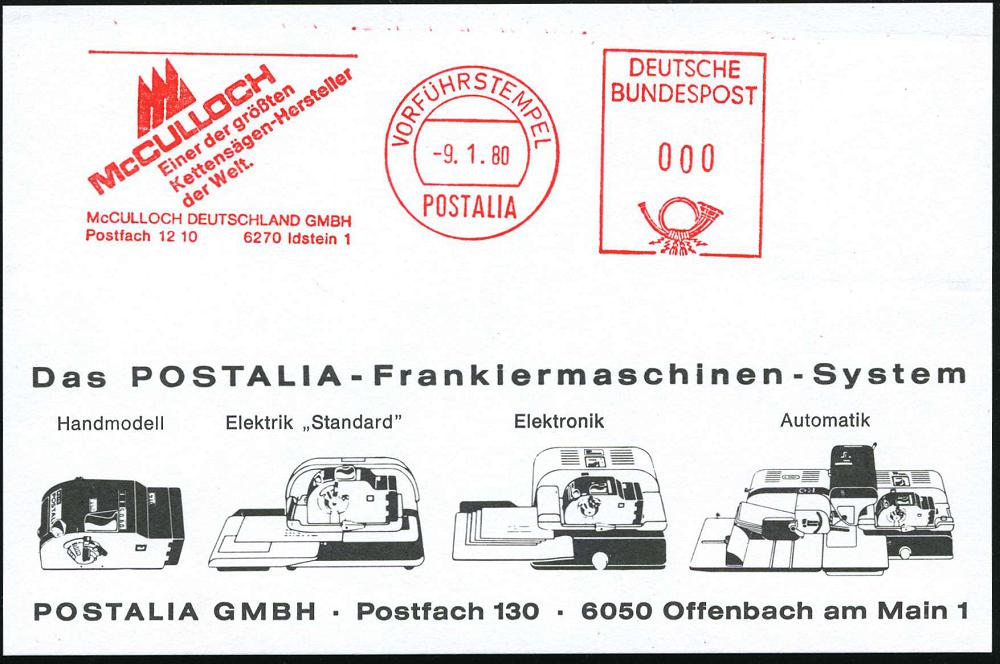 McCULLOCH
Einer der größten
Kettensägen-Hersteller
der Welt.
McCULLOCH DEUTSCHLAND GMBH
Postfach 12 10 6270 Idstein 1
VORFÜHRSTEMPEL
-9. 1. 80
POSTALIA
DEUTSCHE
BUNDESPOST
000
Das POSTALIA-Frankiermaschinen-System
Handmodell Elektrik „Standard” Elektronik Automatik
POSTALIA
POSTALIA GMBH · Postfach 130 · 6050 Offenbach am Main 1